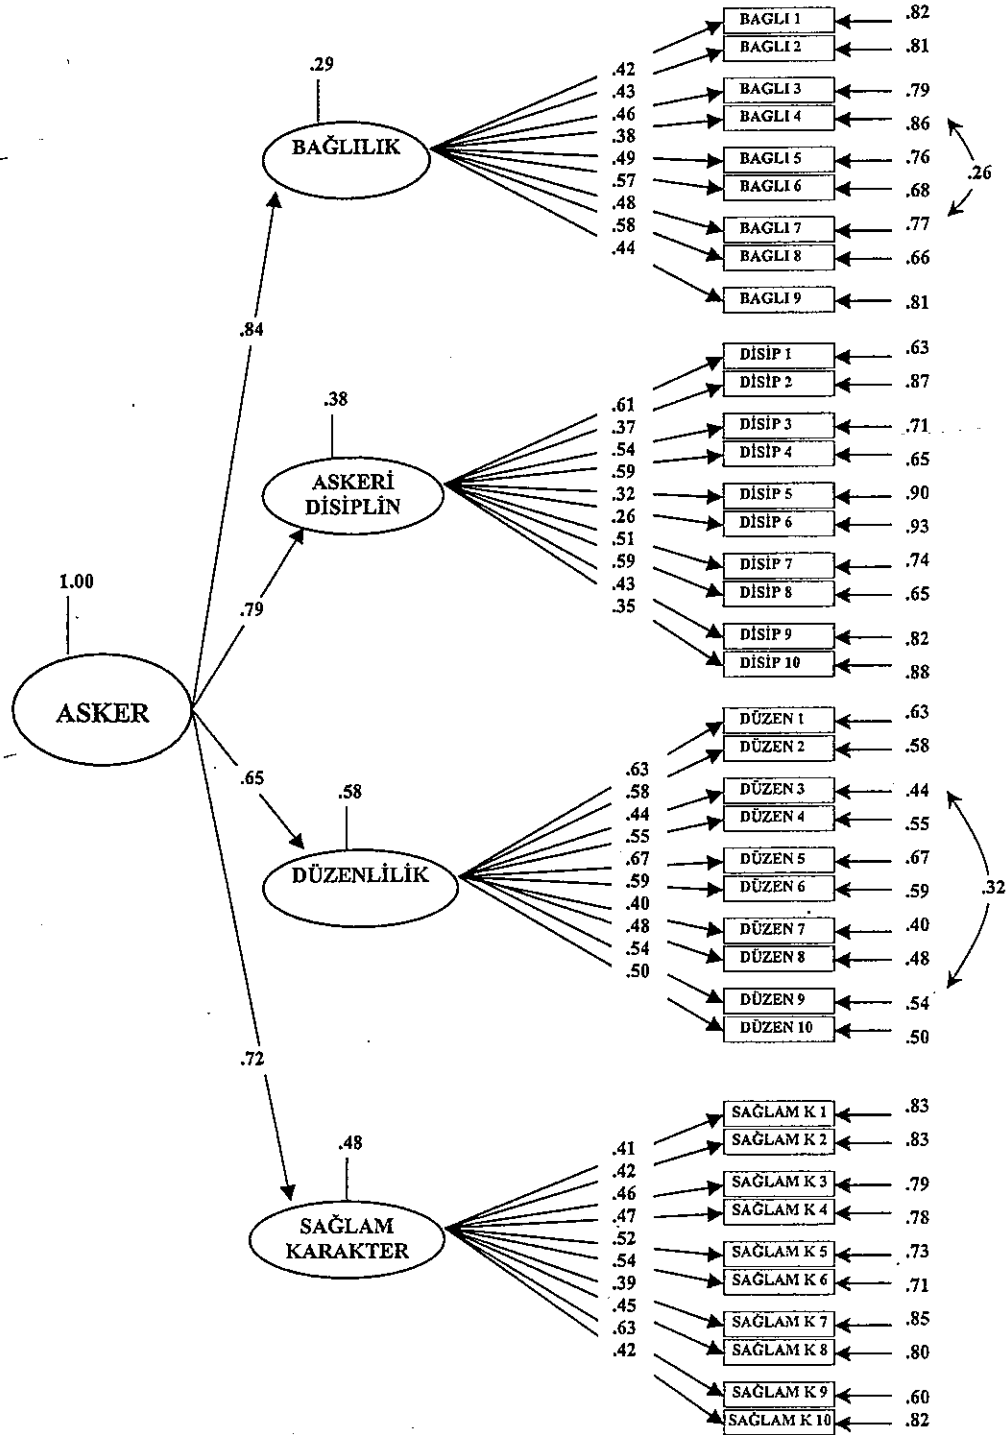 .29
BAĞLILIK
.42
.43
.46
.38
.49
.57
.48
.58
.44
BAGLI 1
BAGLI 2
BAGLI 3
BAGLI 4
BAGLI 5
BAGLI 6
BAGLI 7
BAGLI 8
BAGLI 9
.82
.81
.79
.86
.76
.68
.77
.66
.81
.26
.84
.38
ASKERİ
DİSİPLİN
.61
.37
.54
.59
.32
.26
.51
.59
.43
.35
DİSİP 1
DİSİP 2
DİSİP 3
DİSİP 4
DİSİP 5
DİSİP 6
DİSİP 7
DİSİP 8
DİSİP 9
DİSİP 10
.63
.87
.71
.65
.90
.93
.74
.65
.82
.88
1.00
ASKER
.79
.65
.58
DÜZENLİLİK
.63
.58
.44
.55
.67
.59
.40
.48
.54
.50
DÜZEN 1
DÜZEN 2
DÜZEN 3
DÜZEN 4
DÜZEN 5
DÜZEN 6
DÜZEN 7
DÜZEN 8
DÜZEN 9
DÜZEN 10
.63
.58
.44
.55
.67
.59
.40
.48
.54
.50
.32
.72
.48
SAĞLAM
KARAKTER
.41
.42
.46
.47
.52
.54
.39
.45
.63
.42
SAĞLAM K 1
SAĞLAM K 2
SAĞLAM K 3
SAĞLAM K 4
SAĞLAM K 5
SAĞLAM K 6
SAĞLAM K 7
SAĞLAM K 8
SAĞLAM K 9
SAĞLAM K 10
.83
.83
.79
.78
.73
.71
.85
.80
.60
.82